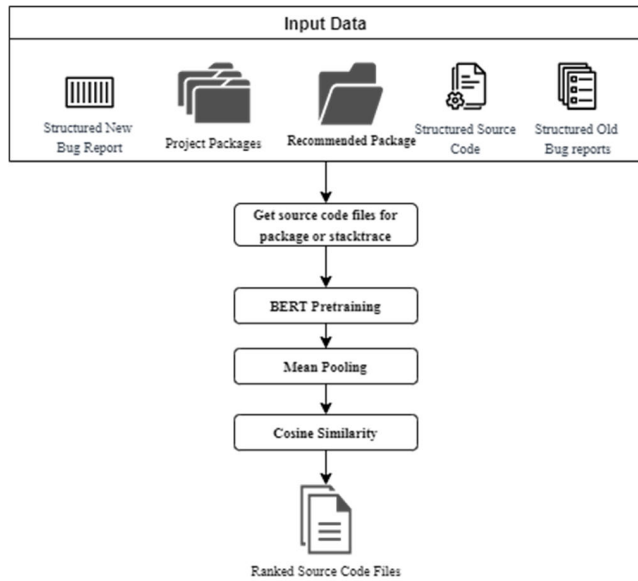 Input Data
Structured New
Bug Report
Project Packages
Recommended Package
Structured Source
Code
Structured Old
Bug reports
Get source code files for
package or stacktrace
BERT Pretraining
Mean Pooling
Cosine Similarity
Ranked Source Code Files